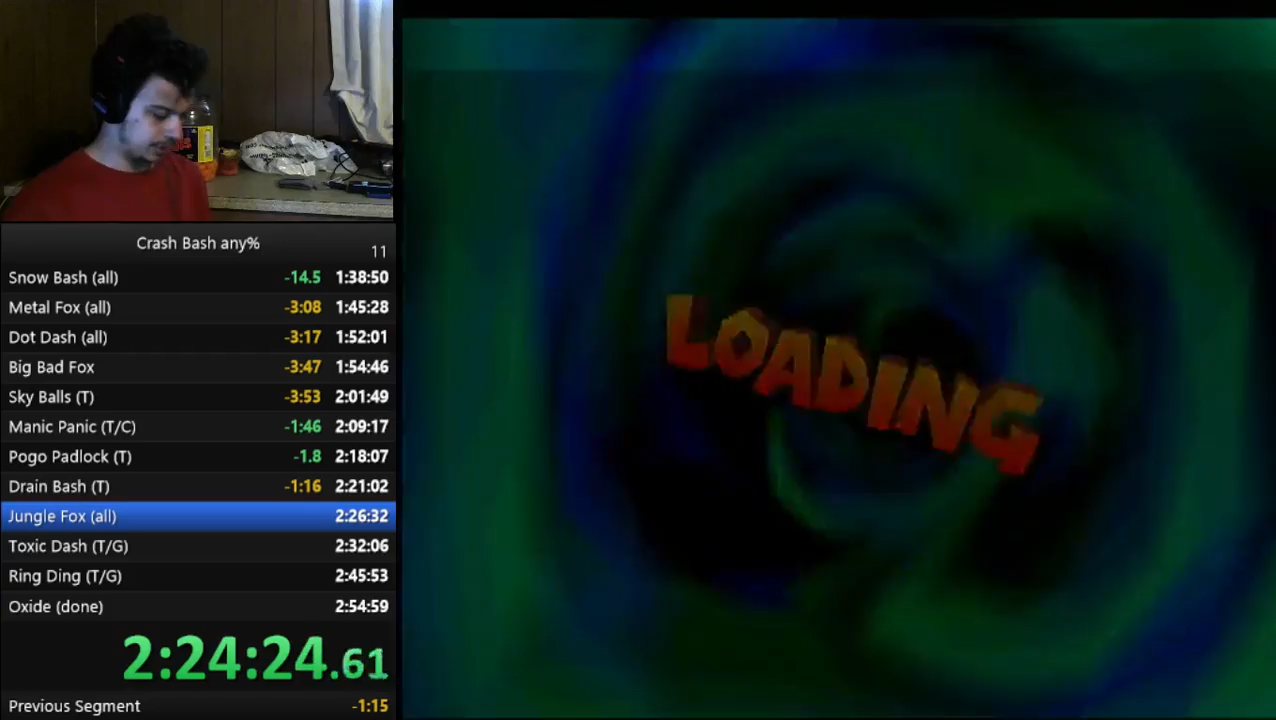 Crash Bash any%
11
Snow Bash (all) -14.5 1:38:50
Metal Fox (all) -3:08 1:45:28
Dot Dash (all) -3:17 1:52:01
Big Bad Fox -3:47 1:54:46
Sky Balls (T) -3:53 2:01:49
Manic Panic (T/C) -1:46 2:09:17
Pogo Padlock (T) -1.8 2:18:07
Drain Bash (T) -1:16 2:21:02
Jungle Fox (all) 2:26:32
Toxic Dash (T/G) 2:32:06
Ring Ding (T/G) 2:45:53
Oxide (done) 2:54:59
2:24:24.61
Previous Segment -1:15
LOADING